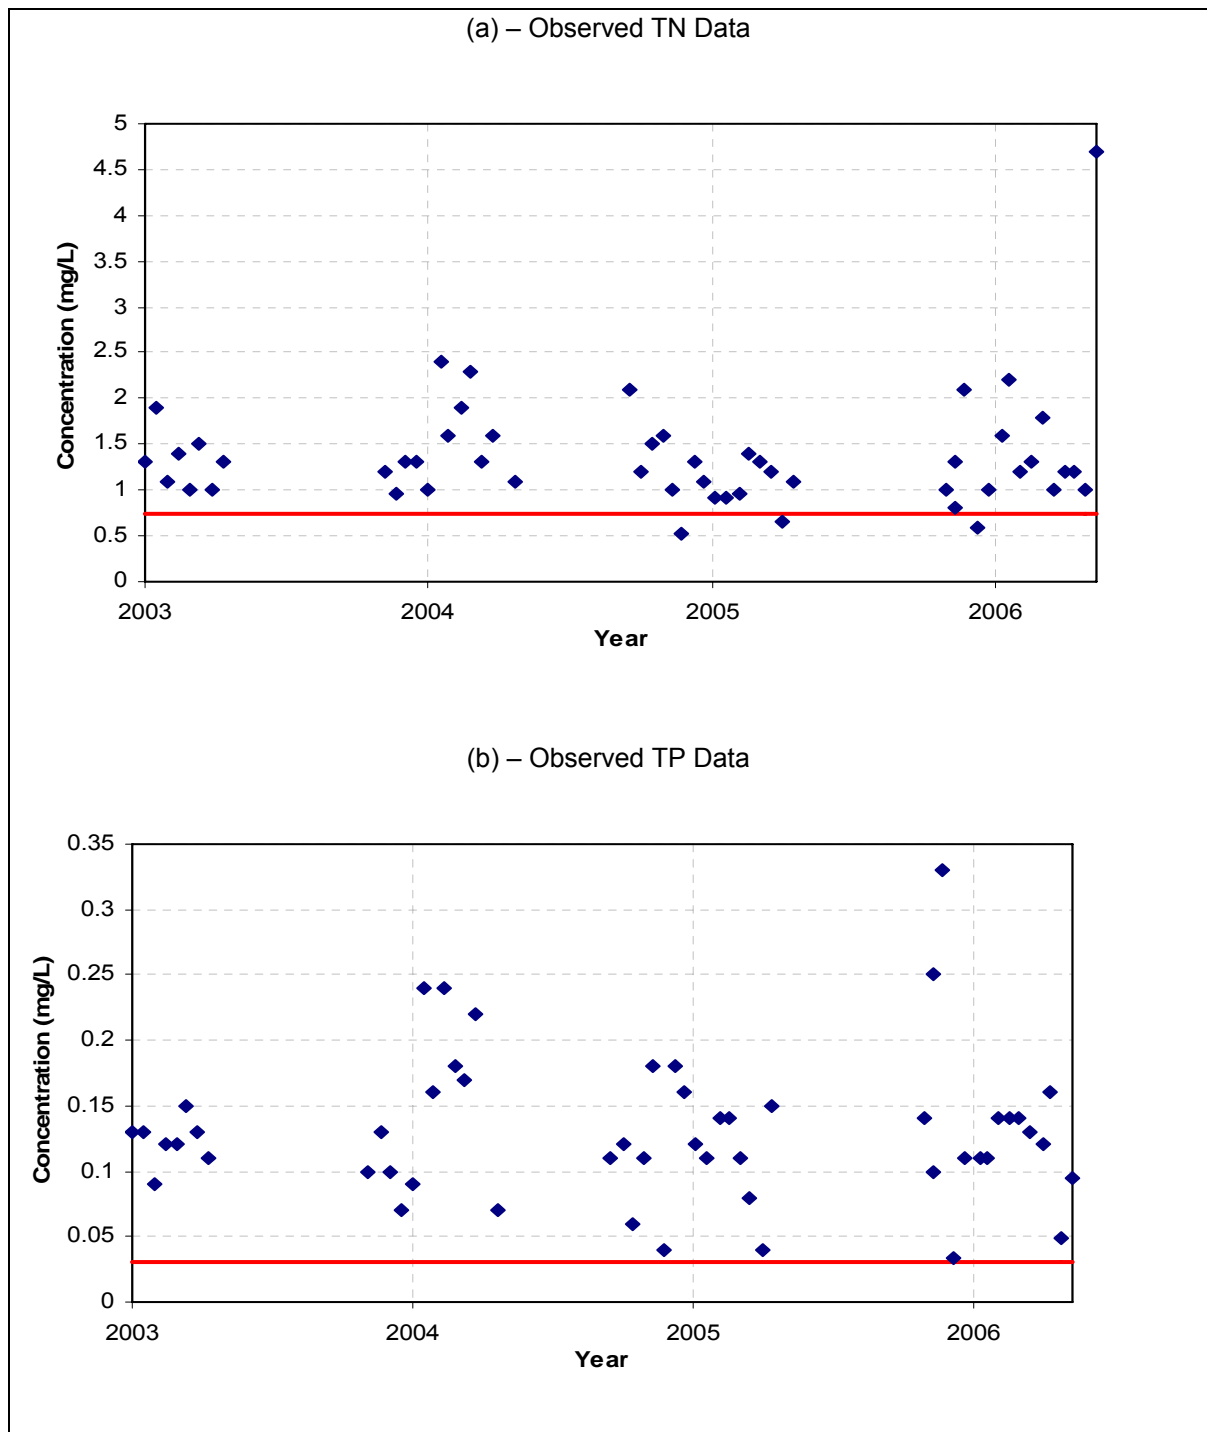 (a) – Observed TN Data
5
4.5
4
3.5
3
2.5
2
1.5
1
0.5
0
Concentration (mg/L)
2003 2004 2005 2006
Year
(b) – Observed TP Data
0.35
0.3
0.25
0.2
0.15
0.1
0.05
0
Concentration (mg/L)
2003 2004 2005 2006
Year